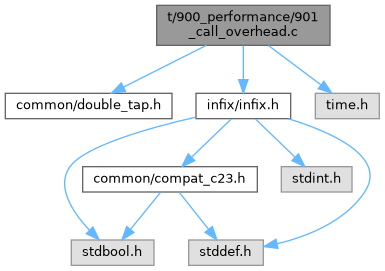 t/900_performance/901
_call_overhead.c
common/double_tap.h
infix/infix.h
time.h
common/compat_c23.h
stdint.h
stdbool.h
stddef.h